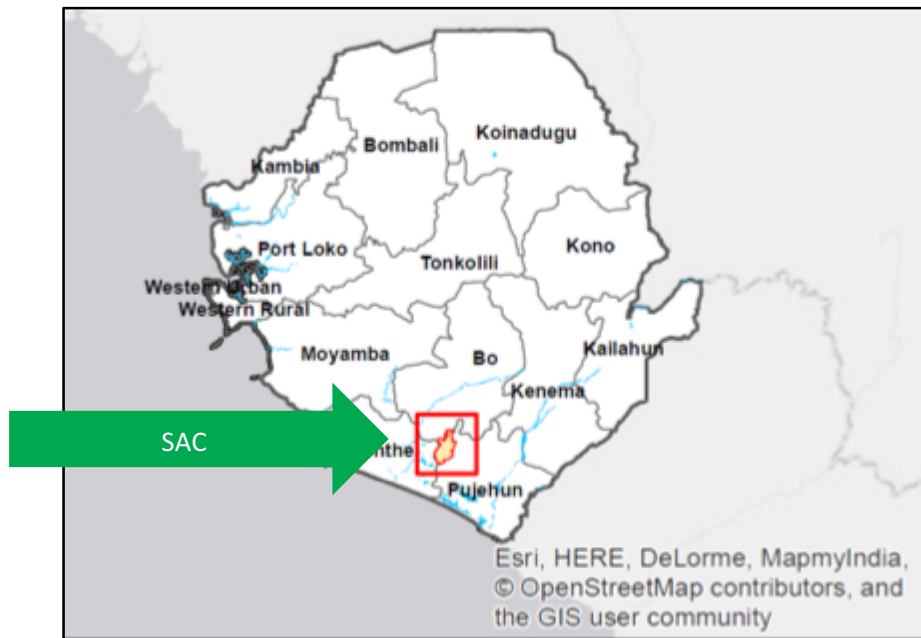 Koinadugu
Bombali
Kambia
Kono
Port Loko
Tonkolili
Western Urban
Western Rural
Kailahun
Moyamba
Bo
Kenema
SAC
nthe
Pujehun
Esri, HERE, DeLorme, MapmyIndia,
© OpenStreetMap contributors, and
the GIS user community